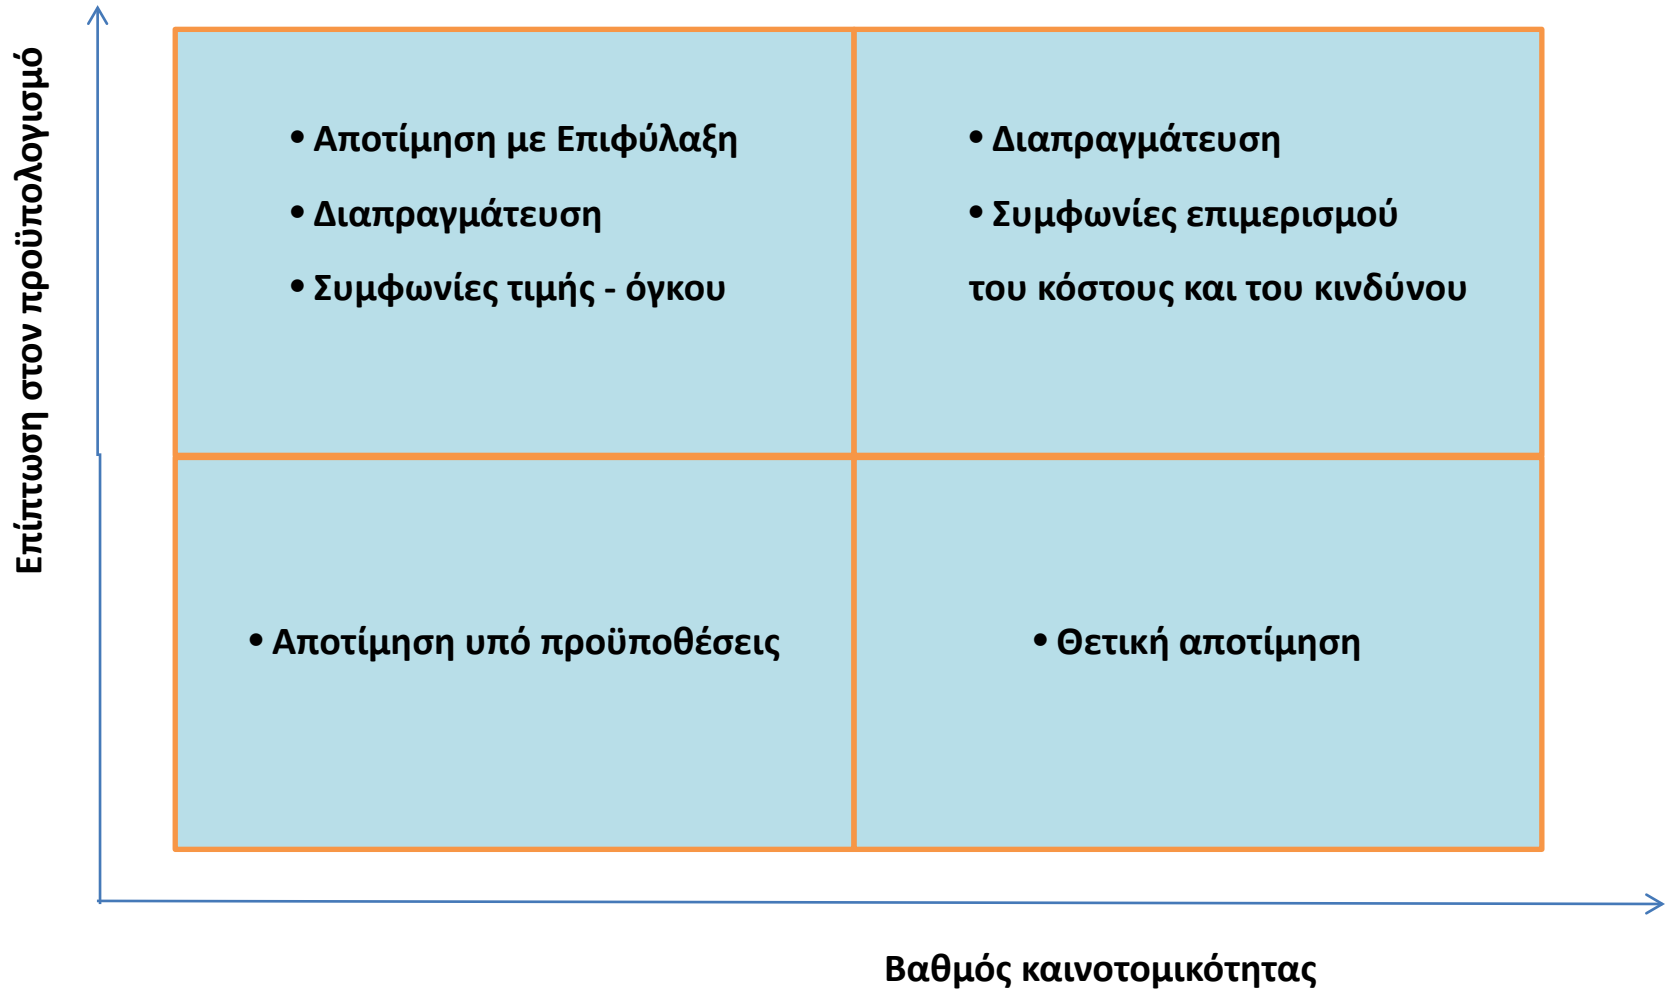 Επίπτωση στον προϋπολογισμό
• Αποτίμηση με Επιφύλαξη
• Διαπραγμάτευση
• Συμφωνίες τιμής - όγκου
• Διαπραγμάτευση
• Συμφωνίες επιμερισμού
του κόστους και του κινδύνου
• Αποτίμηση υπό προϋποθέσεις
• Θετική αποτίμηση
Βαθμός καινοτομικότητας